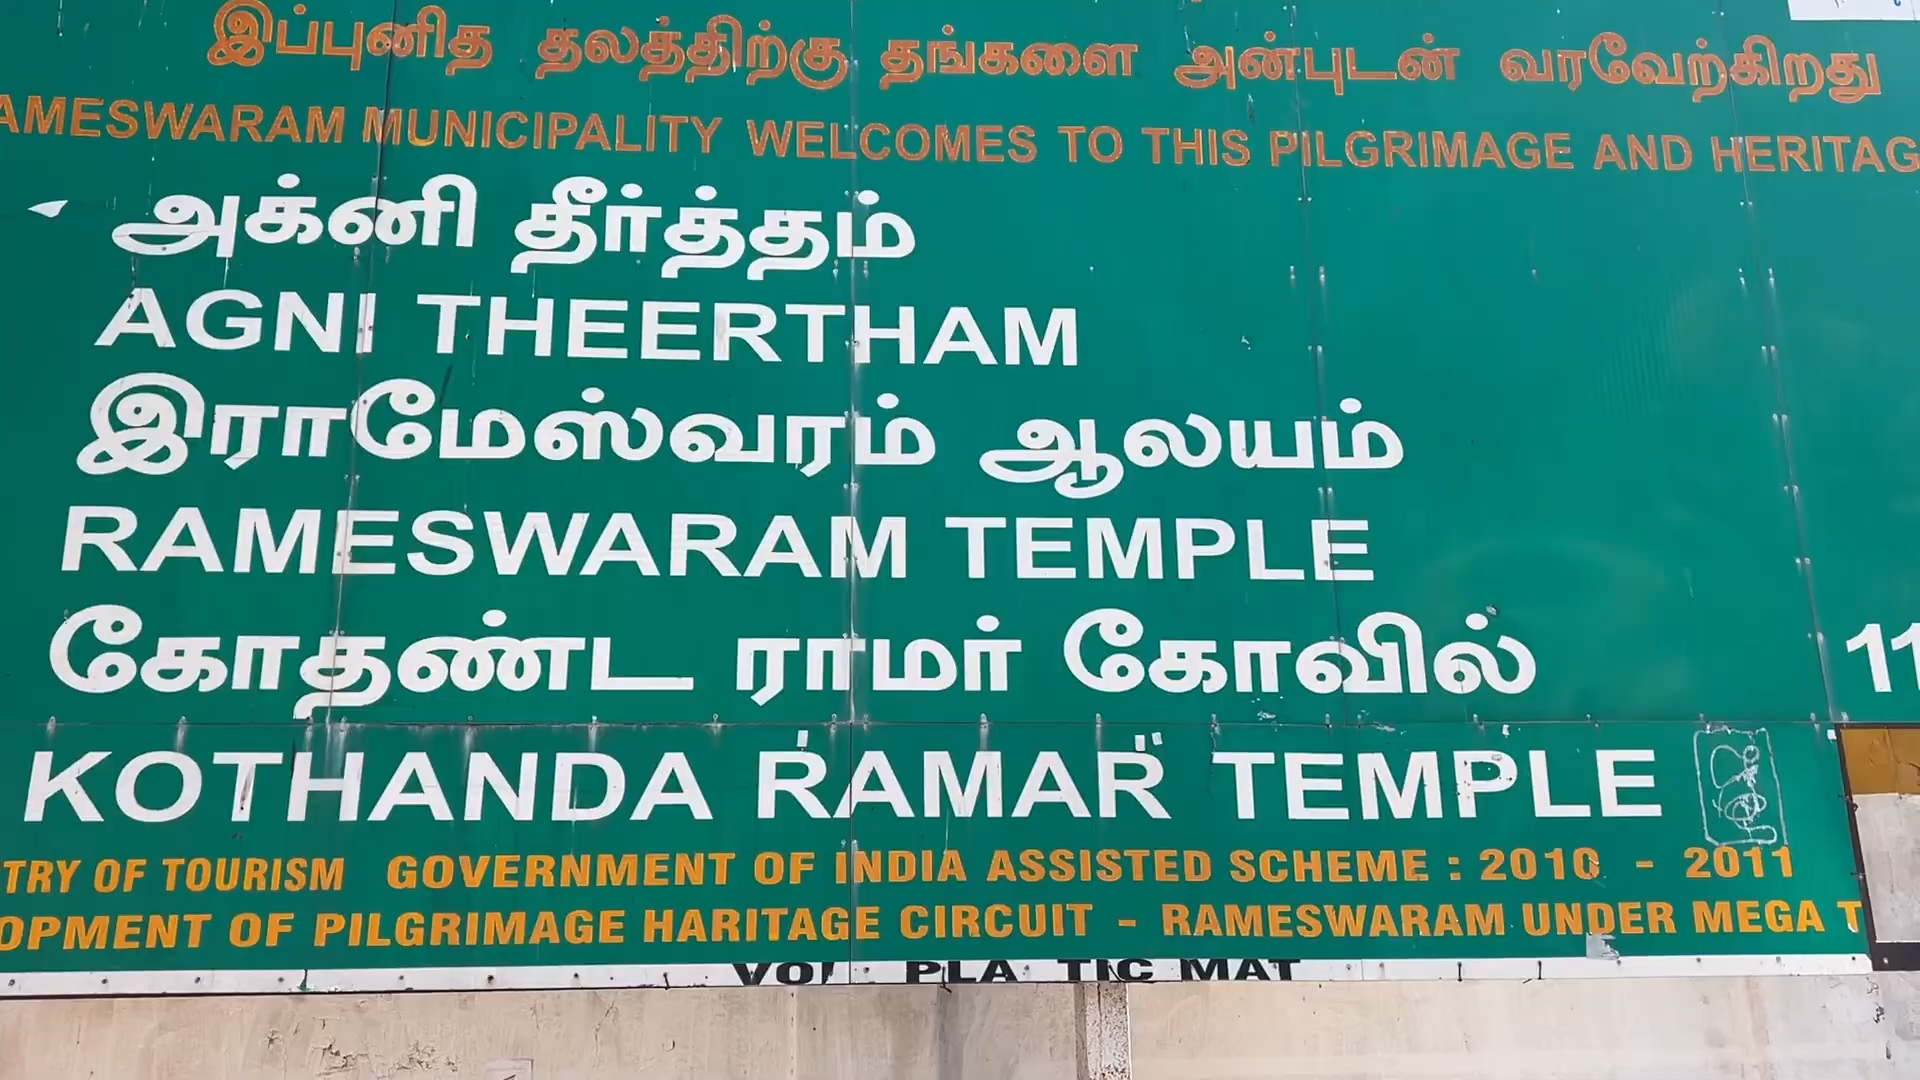 இப்புனித தலத்திற்கு தங்களை அன்புடன் வரவேற்கிறது
AMESWARAM MUNICIPALITY WELCOMES TO THIS PILGRIMAGE AND HERITAG
அக்னி தீர்த்தம்
AGNI THEERTHAM
இராமேஸ்வரம் ஆலயம்
RAMESWARAM TEMPLE
கோதண்ட ராமர் கோவில் 11
KOTHANDA RAMAR TEMPLE
TRY OF TOURISM GOVERNMENT OF INDIA ASSISTED SCHEME : 2010 - 2011
OPMENT OF PILGRIMAGE HARITAGE CIRCUIT - RAMESWARAM UNDER MEGA T
MAT